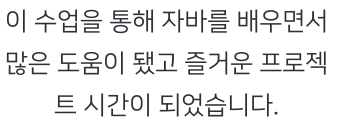 이 수업을 통해 자바를 배우면서
많은 도움이 됐고 즐거운 프로젝
트 시간이 되었습니다.